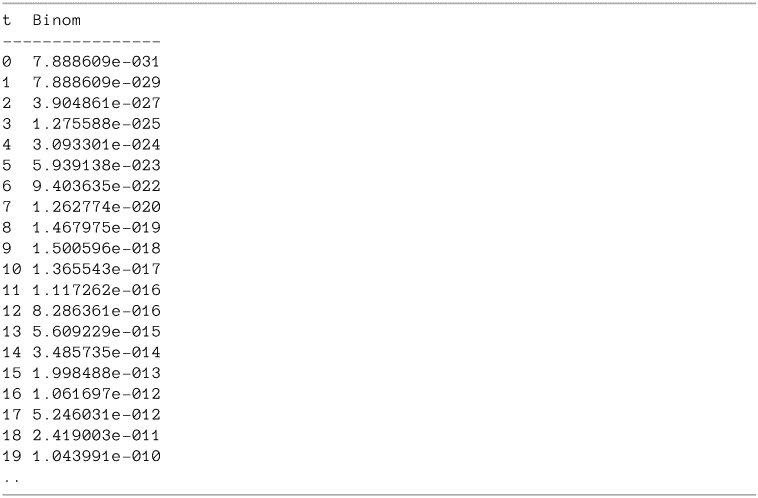 t  Binom
----------------
0  7.888609e-031
1  7.888609e-029
2  3.904861e-027
3  1.275588e-025
4  3.093301e-024
5  5.939138e-023
6  9.403635e-022
7  1.262774e-020
8  1.467975e-019
9  1.500596e-018
10 1.365543e-017
11 1.117262e-016
12 8.286361e-016
13 5.609229e-015
14 3.485735e-014
15 1.998488e-013
16 1.061697e-012
17 5.246031e-012
18 2.419003e-011
19 1.043991e-010
..